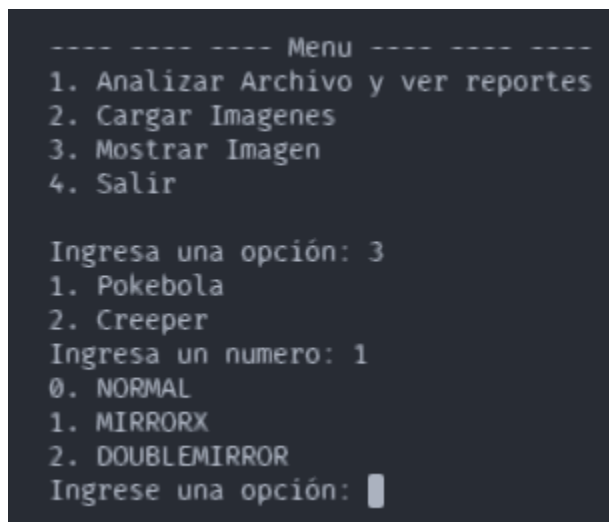 ---- ---- ---- Menu ---- ---- ----
1. Analizar Archivo y ver reportes
2. Cargar Imagenes
3. Mostrar Imagen
4. Salir
Ingresa una opción: 3
1. Pokebola
2. Creeper
Ingresa un numero: 1
0. NORMAL
1. MIRRORX
2. DOUBLEMIRROR
Ingrese una opción: